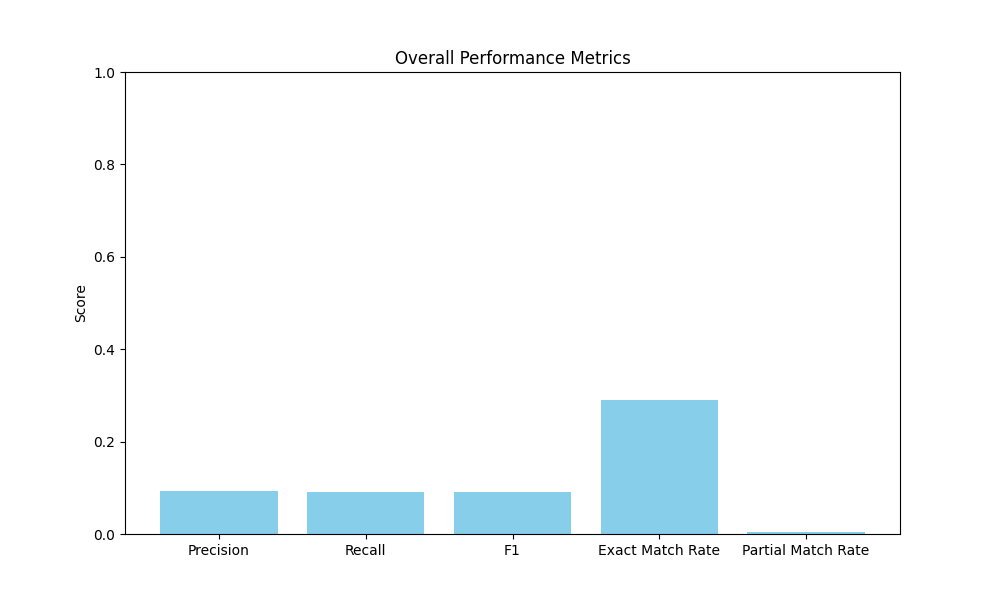 Overall Performance Metrics
1.0
0.8
0.6
0.4
0.2
0.0
Score
Precision Recall F1 Exact Match Rate Partial Match Rate